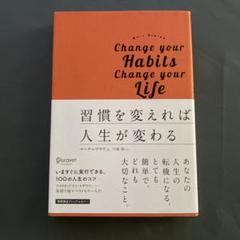 Change your
Habits
Change your
Life
習慣を変えれば
人生が変わる
あなたの
人生の
転機になる、
とても
簡単で、
どれも
大切なこと。
Discover
いますぐに実行できる、
100の人生のコツ